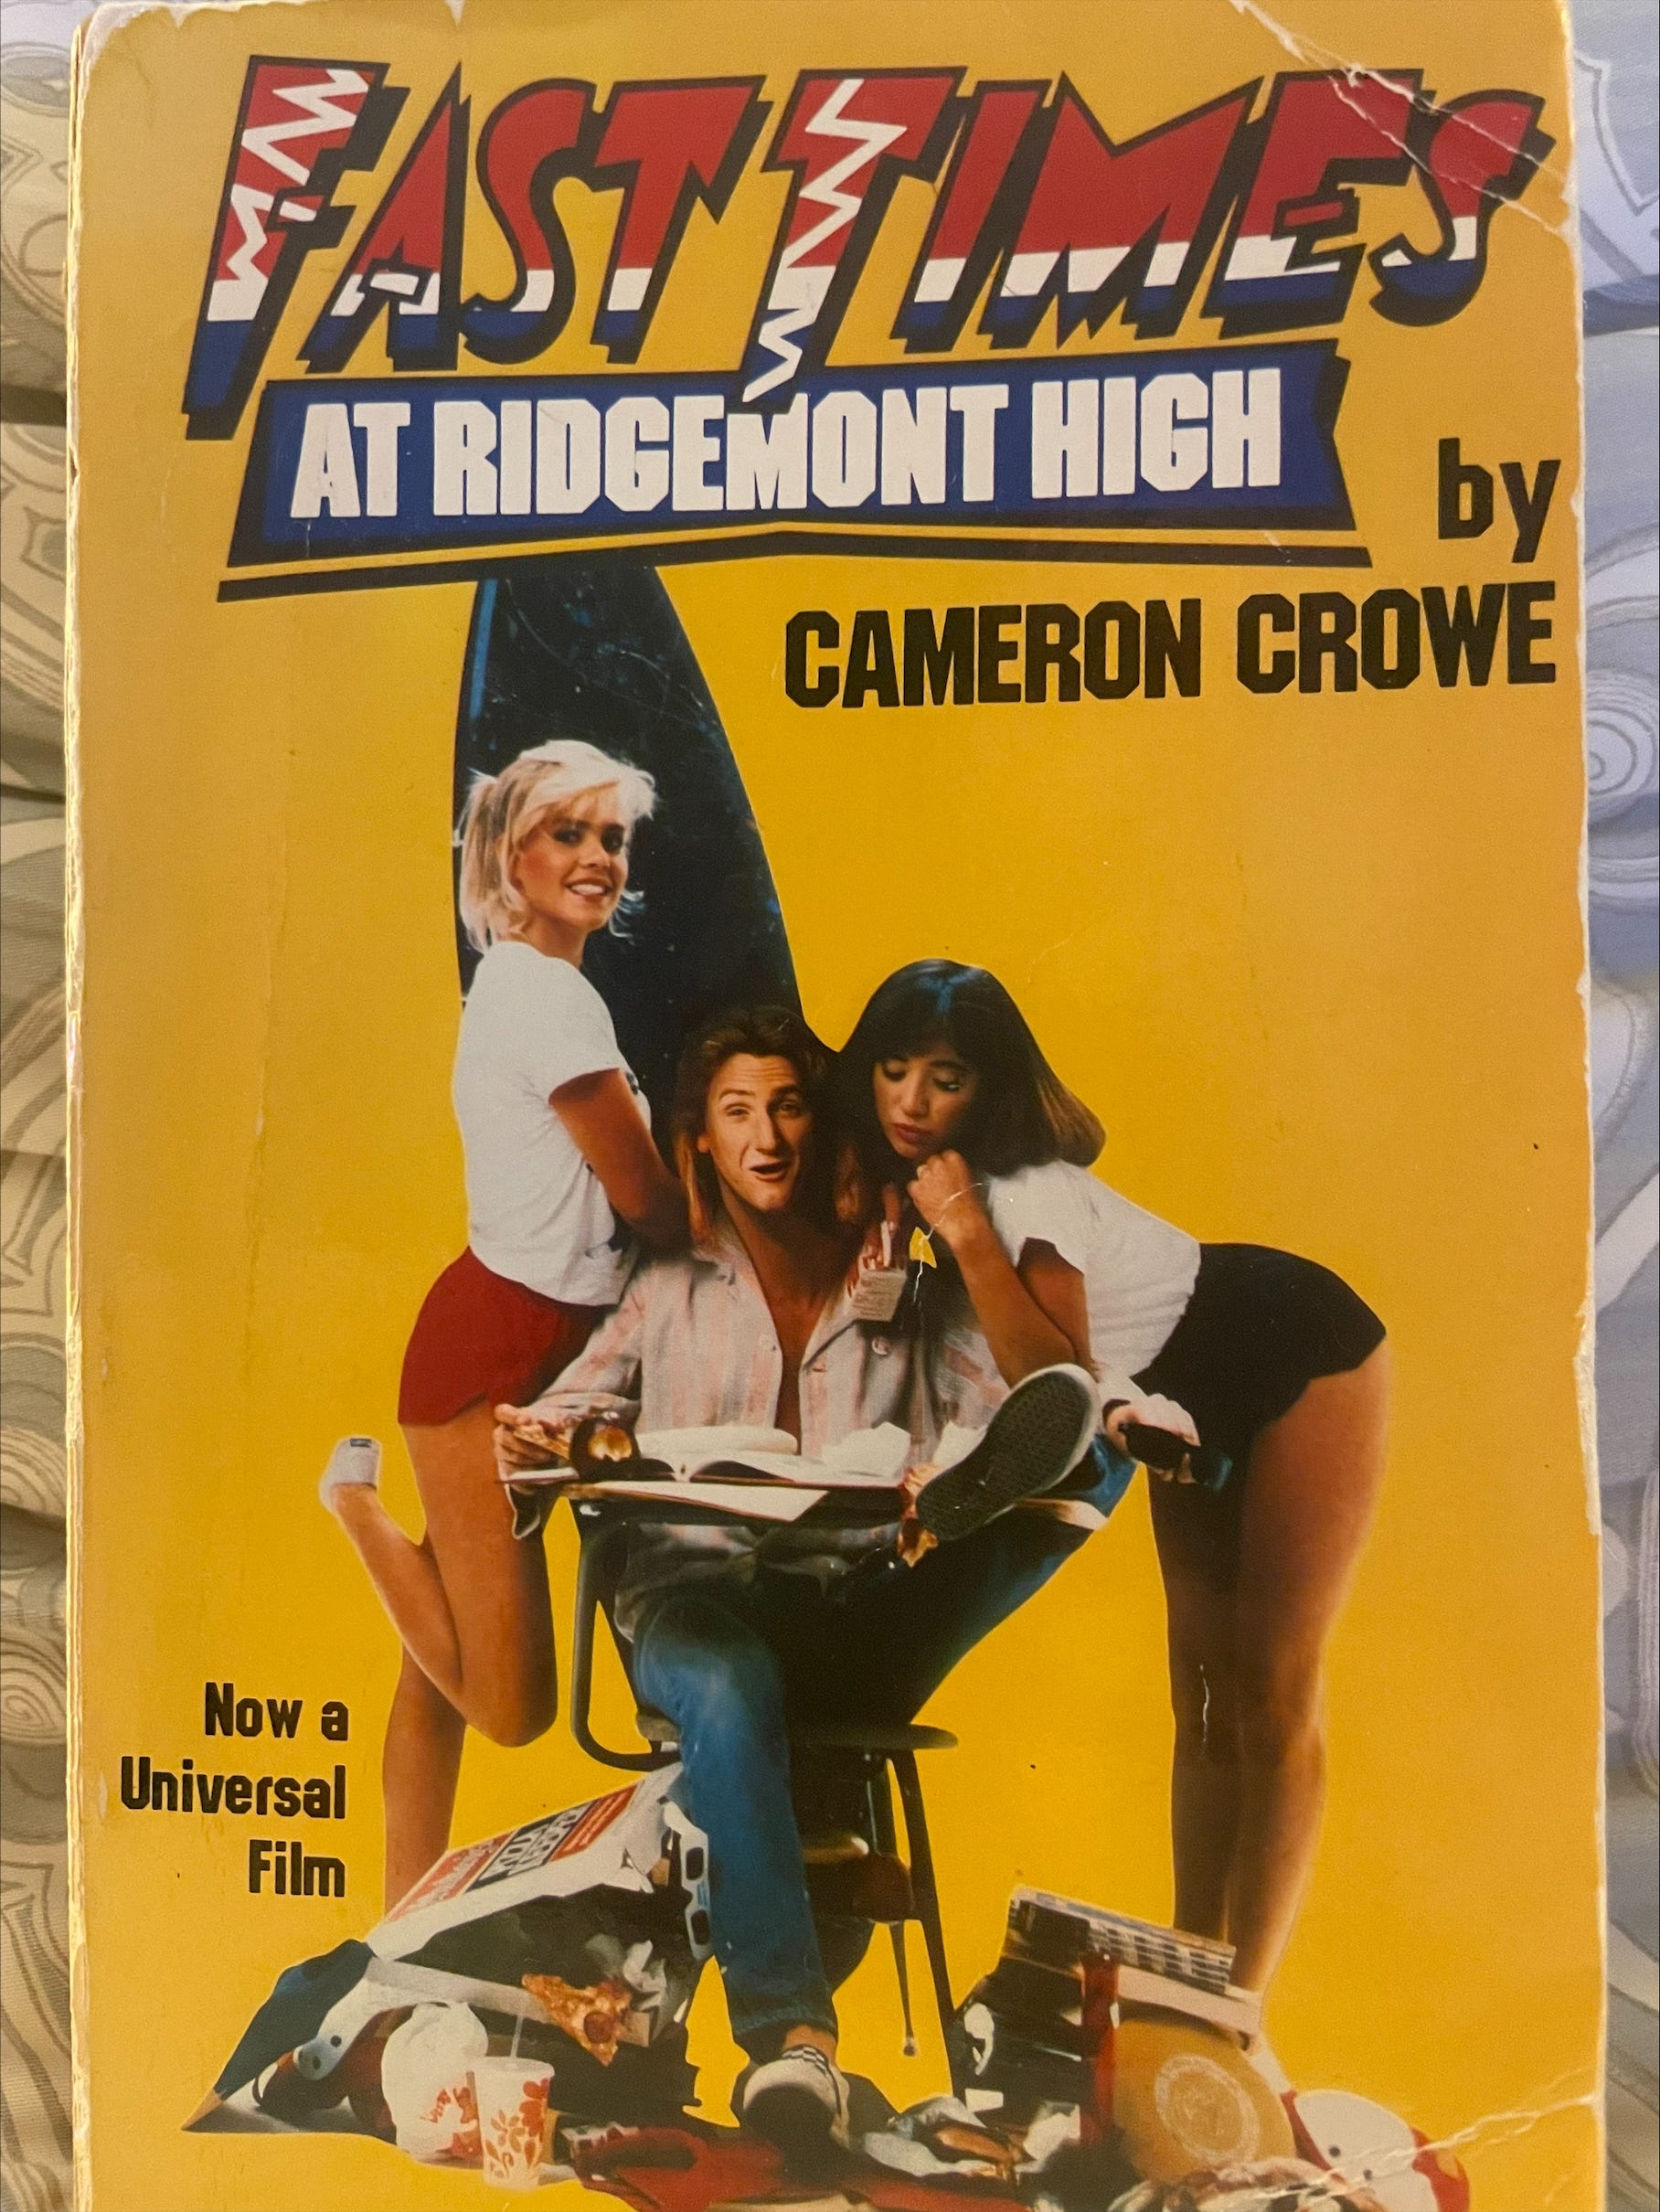 FAST TIMES
AT RIDGEMONT HIGH
by
CAMERON CROWE
Now a
Universal
Film